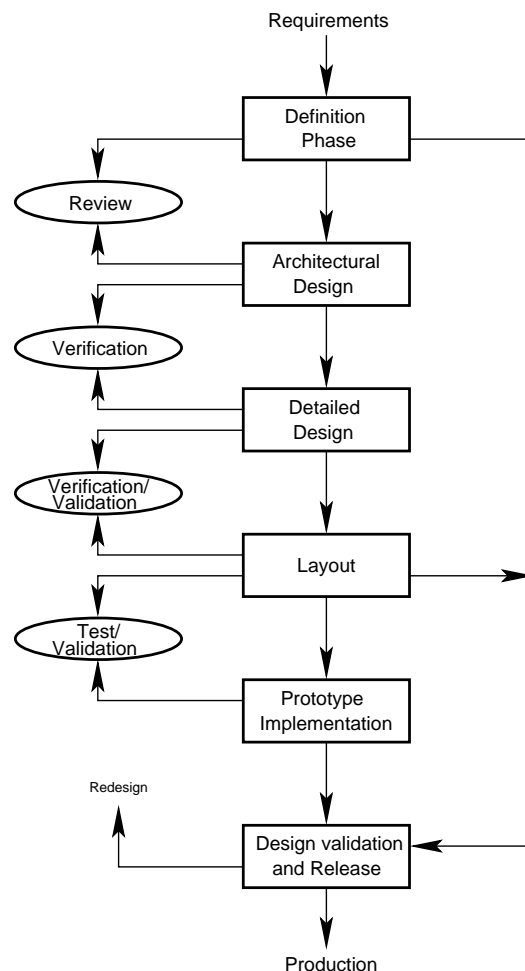 Requirements
Definition
Phase
Review
Architectural
Design
Verification
Detailed
Design
Verification/
Validation
Layout
Test/
Validation
Prototype
Implementation
Redesign
Design validation
and Release
Production